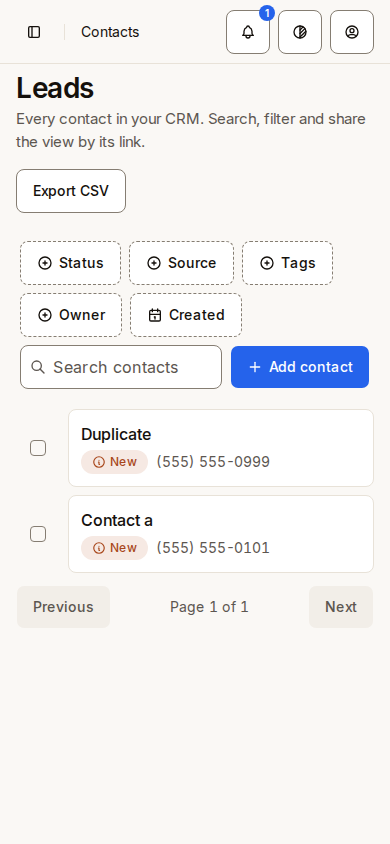 Contacts
1
Leads
Every contact in your CRM. Search, filter and share
the view by its link.
Export CSV
Status Source Tags
Owner Created
Search contacts Add contact
Duplicate
New (555) 555-0999
Contact a
New (555) 555-0101
Previous Page 1 of 1 Next